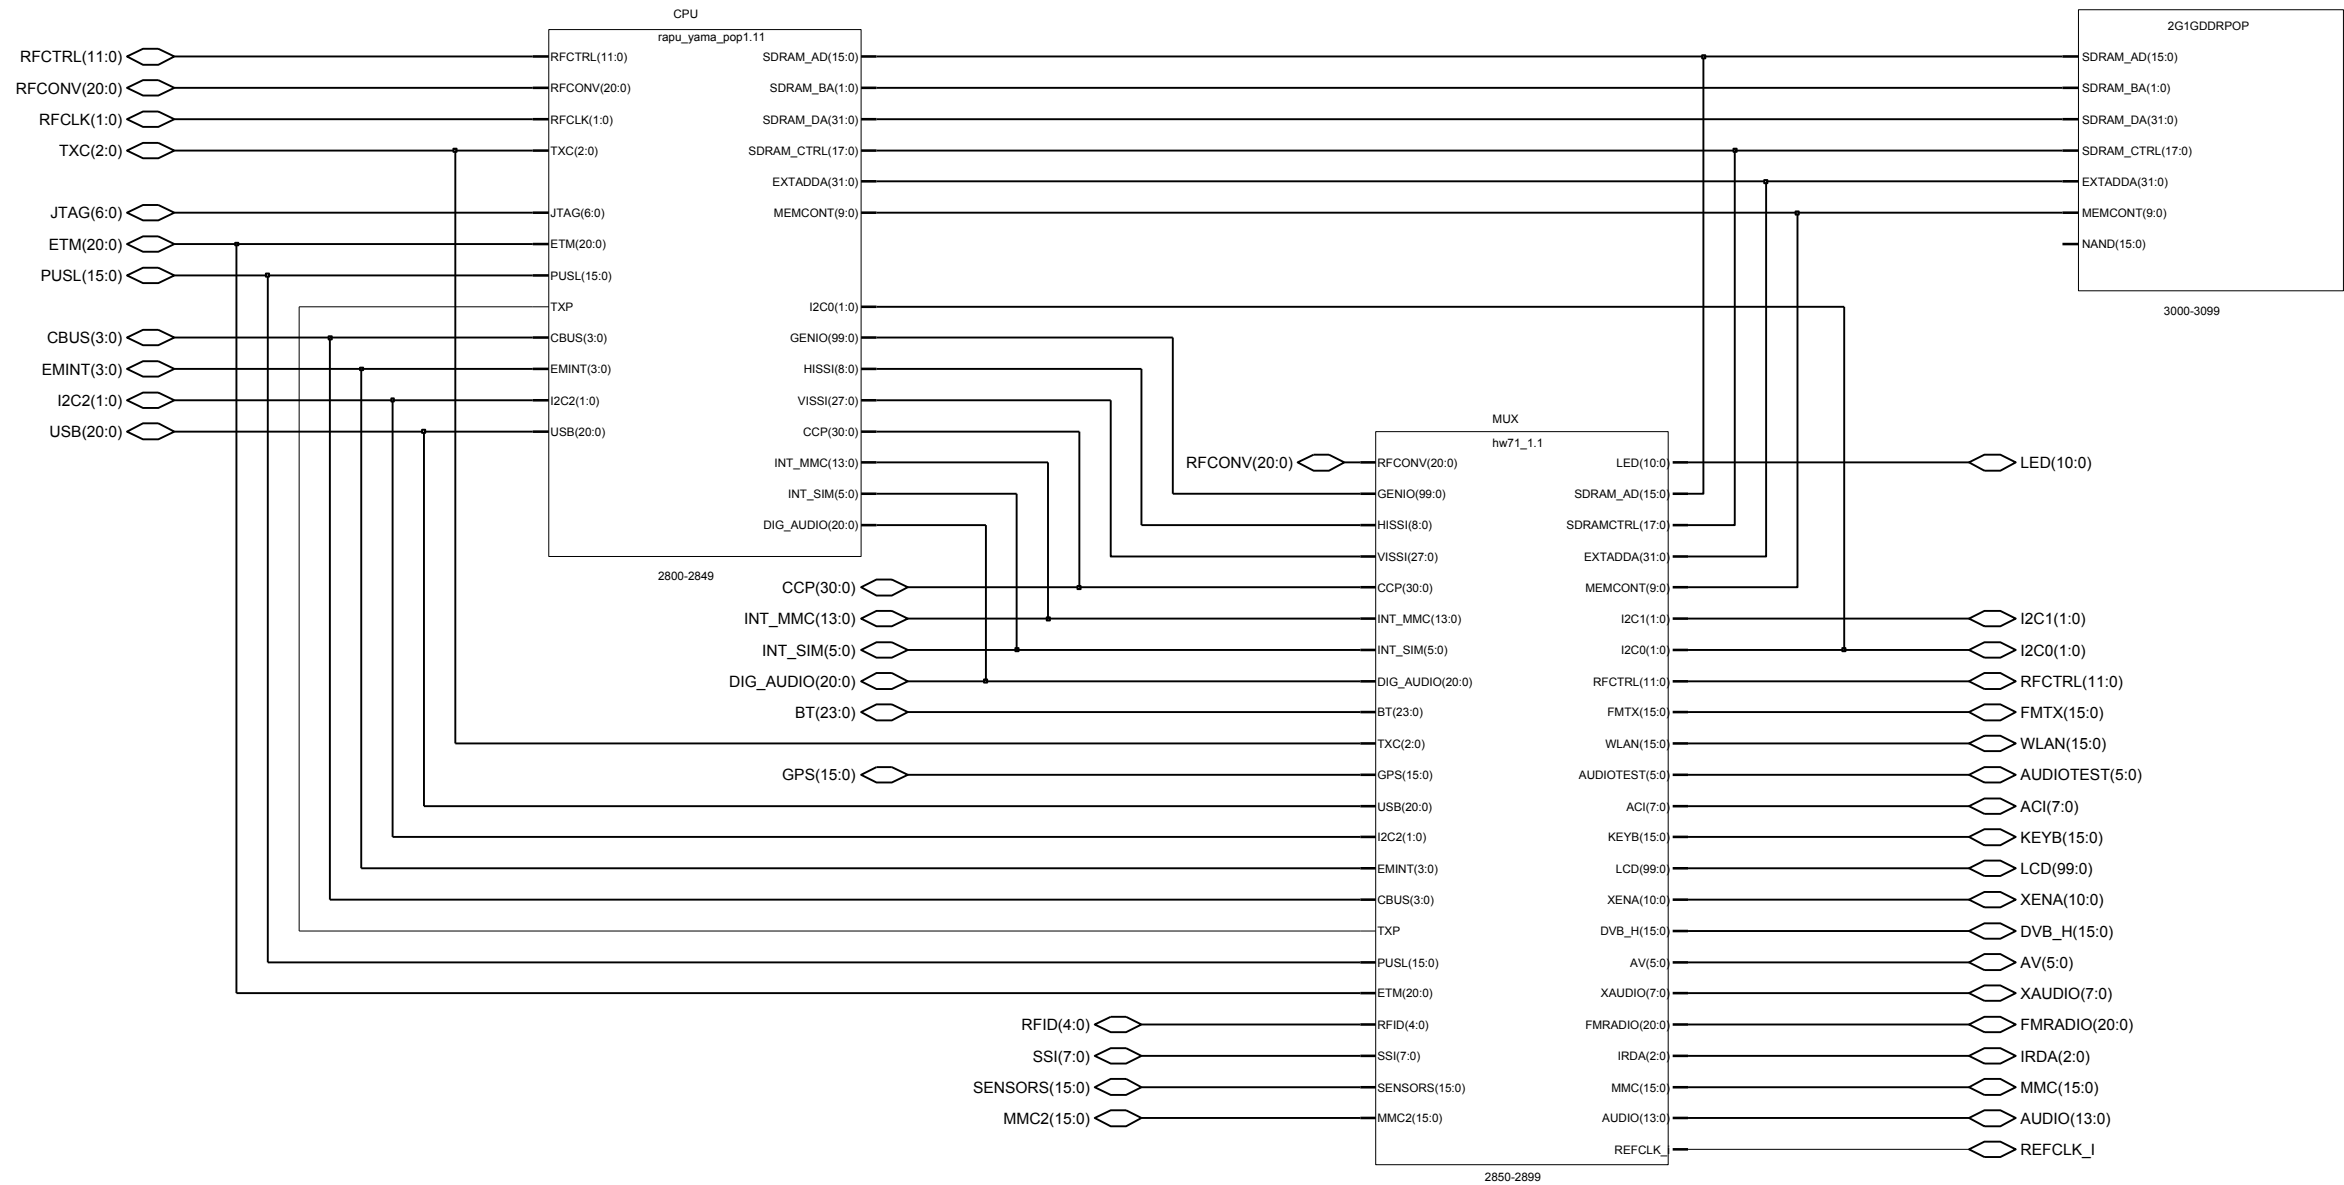 CPU
rapu_yama_pop1.11
2G1GDDRPOP
RFCTRL(11:0)
RFCONV(20:0)
RFCLK(1:0)
TXC(2:0)
JTAG(6:0)
ETM(20:0)
PUSL(15:0)
CBUS(3:0)
EMINT(3:0)
I2C2(1:0)
USB(20:0)
RFCTRL(11:0)
RFCONV(20:0)
RFCLK(1:0)
TXC(2:0)
JTAG(6:0)
ETM(20:0)
PUSL(15:0)
TXP
CBUS(3:0)
EMINT(3:0)
I2C2(1:0)
USB(20:0)
SDRAM_AD(15:0)
SDRAM_BA(1:0)
SDRAM_DA(31:0)
SDRAM_CTRL(17:0)
EXTADDA(31:0)
MEMCONT(9:0)
I2C0(1:0)
GENIO(99:0)
HISSI(8:0)
VISSI(27:0)
CCP(30:0)
INT_MMC(13:0)
INT_SIM(5:0)
DIG_AUDIO(20:0)
2800-2849
SDRAM_AD(15:0)
SDRAM_BA(1:0)
SDRAM_DA(31:0)
SDRAM_CTRL(17:0)
EXTADDA(31:0)
MEMCONT(9:0)
NAND(15:0)
3000-3099
MUX
hw71_1.1
RFCONV(20:0)
CCP(30:0)
INT_MMC(13:0)
INT_SIM(5:0)
DIG_AUDIO(20:0)
BT(23:0)
GPS(15:0)
RFID(4:0)
SSI(7:0)
SENSORS(15:0)
MMC2(15:0)
RFCONV(20:0)
GENIO(99:0)
HISSI(8:0)
VISSI(27:0)
CCP(30:0)
INT_MMC(13:0)
INT_SIM(5:0)
DIG_AUDIO(20:0)
BT(23:0)
TXC(2:0)
GPS(15:0)
USB(20:0)
I2C2(1:0)
EMINT(3:0)
CBUS(3:0)
TXP
PUSL(15:0)
ETM(20:0)
RFID(4:0)
SSI(7:0)
SENSORS(15:0)
MMC2(15:0)
LED(10:0)
SDRAM_AD(15:0)
SDRAMCTRL(17:0)
EXTADDA(31:0)
MEMCONT(9:0)
I2C1(1:0)
I2C0(1:0)
RFCTRL(11:0)
FMTX(15:0)
WLAN(15:0)
AUDIOTEST(5:0)
ACI(7:0)
KEYB(15:0)
LCD(99:0)
XENA(10:0)
DVB_H(15:0)
AV(5:0)
XAUDIO(7:0)
FMRADIO(20:0)
IRDA(2:0)
MMC(15:0)
AUDIO(13:0)
REFCLK_I
LED(10:0)
I2C1(1:0)
I2C0(1:0)
RFCTRL(11:0)
FMTX(15:0)
WLAN(15:0)
AUDIOTEST(5:0)
ACI(7:0)
KEYB(15:0)
LCD(99:0)
XENA(10:0)
DVB_H(15:0)
AV(5:0)
XAUDIO(7:0)
FMRADIO(20:0)
IRDA(2:0)
MMC(15:0)
AUDIO(13:0)
REFCLK_I
2850-2899